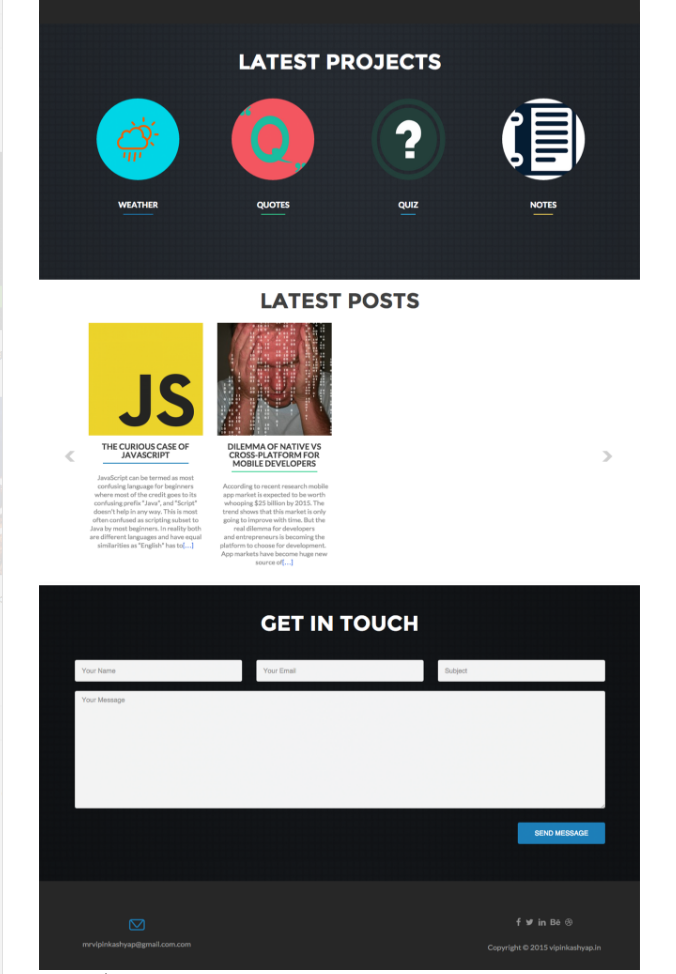 LATEST PROJECTS
Q
?
WEATHER
QUOTES
QUIZ
NOTES
LATEST POSTS
JS
THE CURIOUS CASE OF
JAVASCRIPT
JavaScript can be termed as most
confusing language for beginners
where most of the credit goes to its
confusing prefix "Java", and "Script"
doesn't help in any way. This is most
often confused as scripting subset to
Java by most beginners. In reality both
are different languages and have equal
similarities as "English" has to[...]
DILEMMA OF NATIVE VS
CROSS-PLATFORM FOR
MOBILE DEVELOPERS
According to recent research mobile
app market is expected to be worth
whooping $25 billion by 2015. The
trend shows that this market is only
going to improve with time. But the
real dilemma for developers
and entrepreneurs is becoming the
platform to choose for development.
App markets have become huge new
source of[...]
GET IN TOUCH
Your Name
Your Email
Subject
Your Message
SEND MESSAGE
mrvipinkashyap@gmail.com.com
f in Bē
Copyright © 2015 vipinkashyap.in